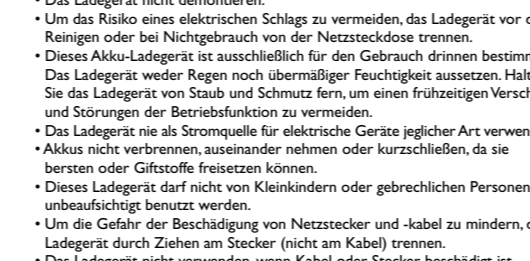 • Das Ladegerät nicht demontieren.
• Um das Risiko eines elektrischen Schlags zu vermeiden, das Ladegerät vor
Reinigen oder bei Nichtgebrauch von der Netzsteckdose trennen.
• Dieses Akku-Ladegerät ist ausschließlich für den Gebrauch drinnen bestimm
Das Ladegerät weder Regen noch übermäßiger Feuchtigkeit aussetzen. Halt
Sie das Ladegerät von Staub und Schmutz fern, um einen frühzeitigen Versch
und Störungen der Betriebsfunktion zu vermeiden.
• Das Ladegerät nie als Stromquelle für elektrische Geräte jeglicher Art verwen
• Akkus nicht verbrennen, auseinander nehmen oder kurzschließen, da sie
bersten oder Giftstoffe freisetzen können.
• Dieses Ladegerät darf nicht von Kleinkindern oder gebrechlichen Personen
unbeaufsichtigt benutzt werden.
• Um die Gefahr der Beschädigung von Netzstecker und -kabel zu mindern,
Ladegerät durch Ziehen am Stecker (nicht am Kabel) trennen.
• Das Ladegerät nicht verwenden, wenn Kabel oder Stecker beschädigt ist